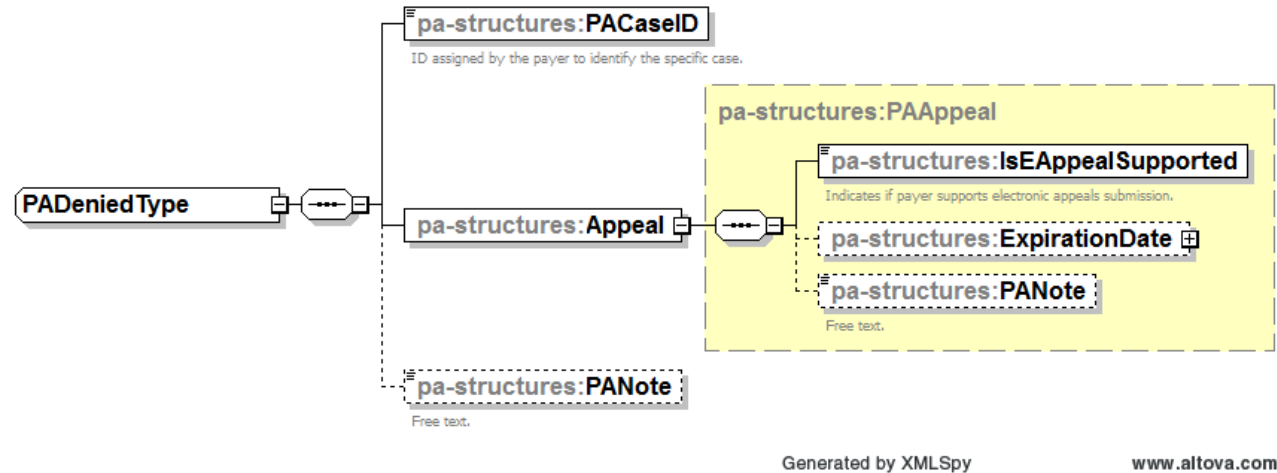 pa-structures:PACaseID
ID assigned by the payer to identify the specific case.
pa-structures:PAAppeal
pa-structures:IsEAppealSupported
Indicates if payer supports electronic appeals submission.
PADeniedType
pa-structures:Appeal
pa-structures:ExpirationDate
pa-structures:PANote
Free text.
pa-structures:PANote
Free text.
Generated by XMLSpy www.altova.com